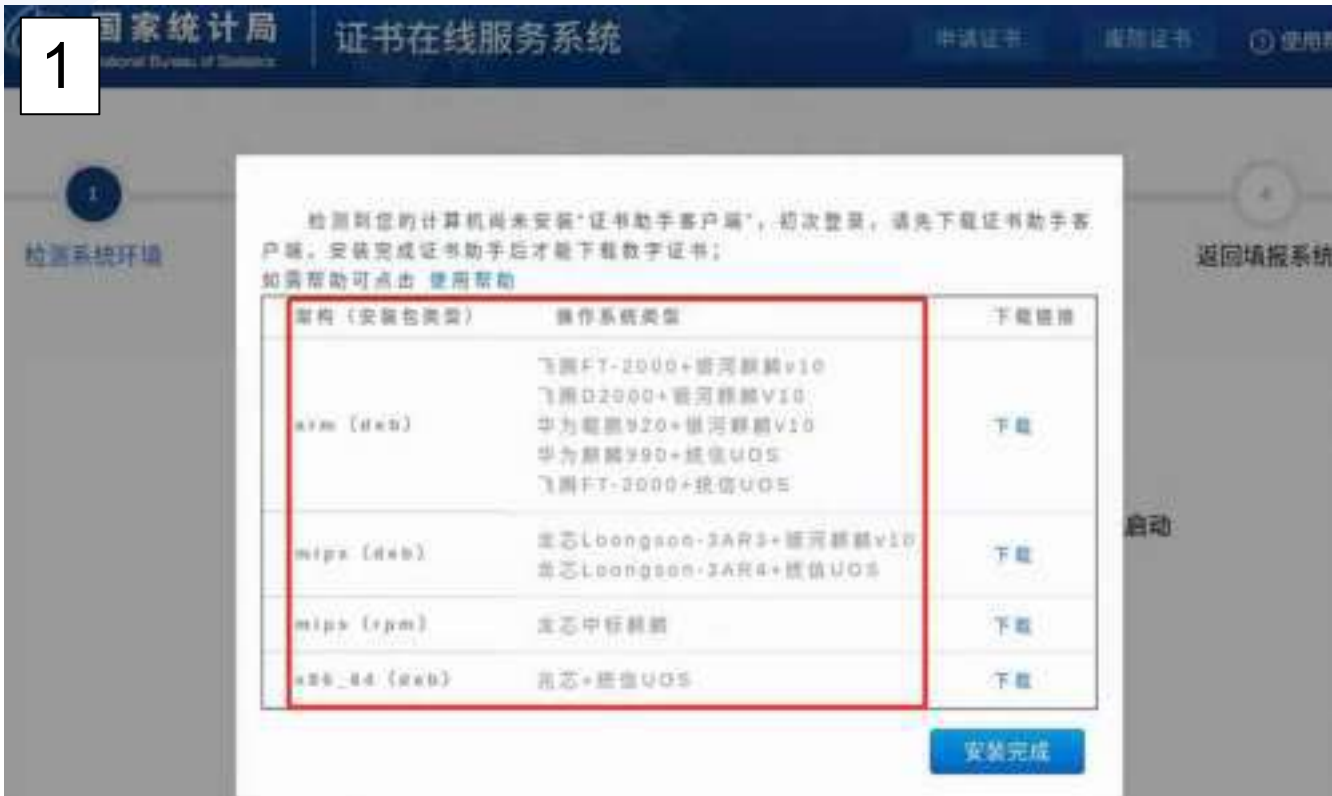 1
国家统计局
证书在线服务系统
申请证书
废除证书
使用帮
1
检测系统环境
4
返回填报系统
检测到您的计算机尚未安装“证书助手客户端”，初次登录，请先下载证书助手客
户端，安装完成证书助手后才能下载数字证书；
如需帮助可点击 使用帮助
架构（安装包类型） 操作系统类型 下载链接
飞腾FT-2000+银河麒麟v10
飞腾D2000+银河麒麟V10
arm (deb) 华为鲲鹏920+银河麒麟v10 下载
华为麒麟990+统信UOS
飞腾FT-2000+统信UOS
启动
龙芯Loongson-3AR3+银河麒麟v10
mips (deb) 下载
龙芯Loongson-3AR4+统信UOS
mips (rpm) 龙芯中标麒麟 下载
x86_64 (deb) 兆芯+统信UOS 下载
安装完成